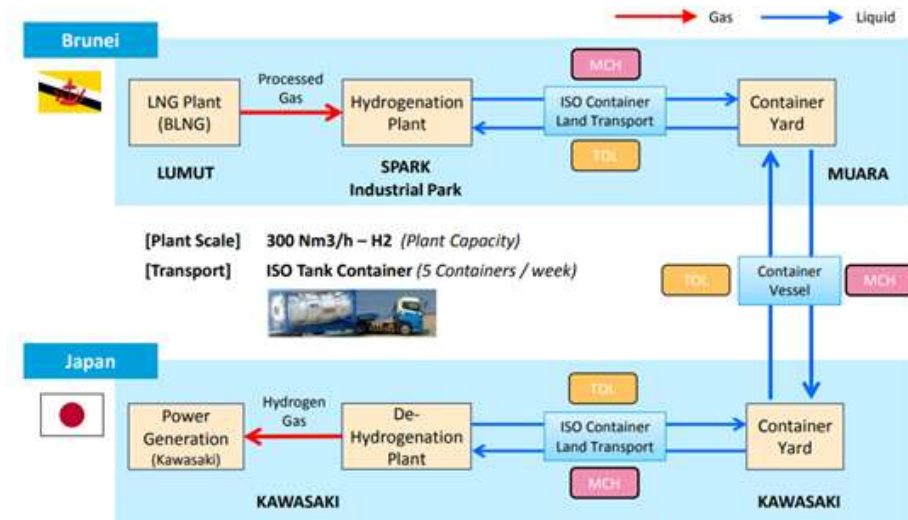 Gas
Liquid
Brunei
MCH
LNG Plant
(BLNG)
Processed
Gas
Hydrogenation
Plant
ISO Container
Land Transport
Container
Yard
TOL
LUMUT
SPARK
Industrial Park
MUARA
[Plant Scale] 300 Nm3/h – H2 (Plant Capacity)
[Transport] ISO Tank Container (5 Containers / week)
TOL
Container
Vessel
MCH
Japan
TOL
Power
Generation
(Kawasaki)
Hydrogen
Gas
De-
Hydrogenation
Plant
ISO Container
Land Transport
Container
Yard
MCH
KAWASAKI
KAWASAKI